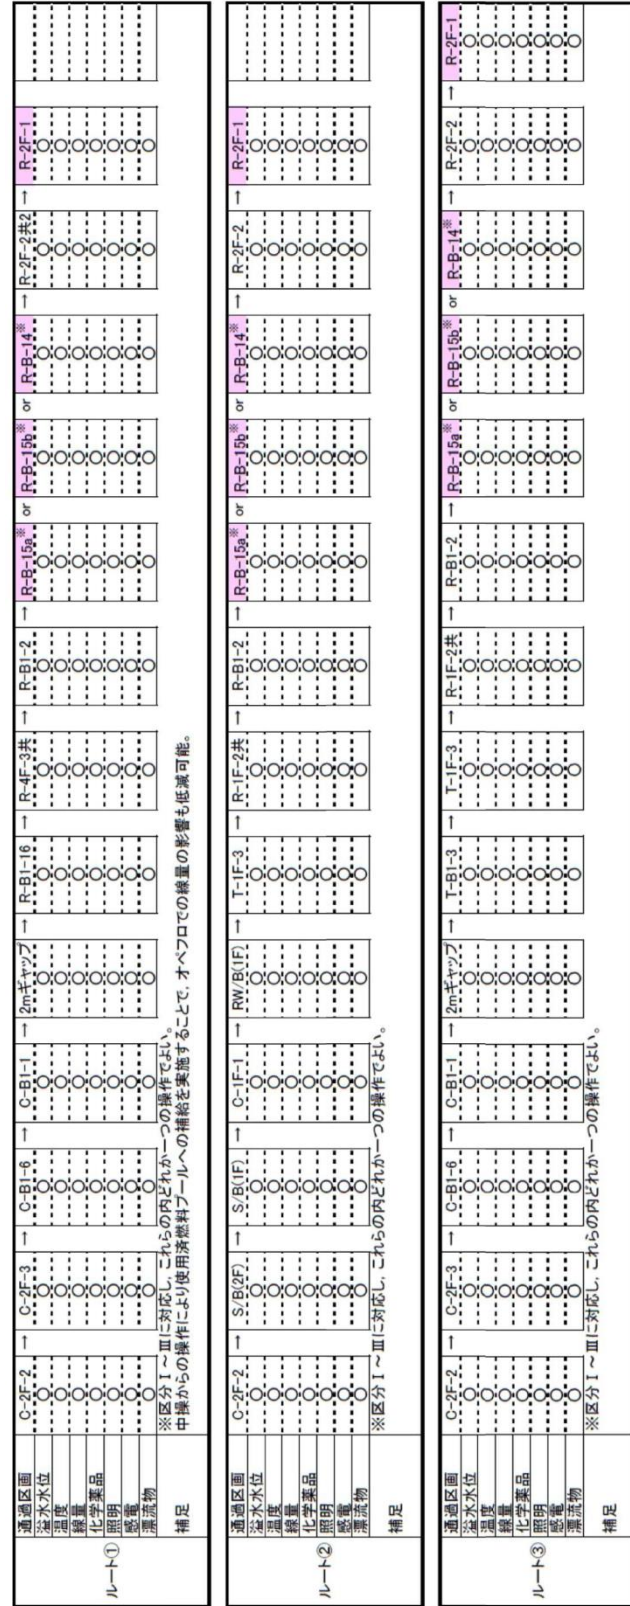 ルート①
通過区画 C-2F-2 → C-2F-3 → C-B1-6 → C-B1-1 → 2mギャップ → R-B1-16 → R-4F-3共 → R-B1-2 → R-B-15a※ or R-B-15b※ or R-B-14※ → R-2F-2共2 → R-2F-1
溢水水位 ○ ○ ○ ○ ○ ○ ○ ○ ○ ○ ○ ○ ○
温度 ○ ○ ○ ○ ○ ○ ○ ○ ○ ○ ○ ○ ○
線量 ○ ○ ○ ○ ○ ○ ○ ○ ○ ○ ○ ○ ○
化学薬品 ○ ○ ○ ○ ○ ○ ○ ○ ○ ○ ○ ○ ○
照明 ○ ○ ○ ○ ○ ○ ○ ○ ○ ○ ○ ○ ○
感電 ○ ○ ○ ○ ○ ○ ○ ○ ○ ○ ○ ○ ○
漂流物 ○ ○ ○ ○ ○ ○ ○ ○ ○ ○ ○ ○ ○
補足 ※区分Ⅰ～Ⅲに対応し、これらの内どれか一つの操作でよい。
中操からの操作により使用済燃料プールへの補給を実施することで、オペフロでの線量の影響も低減可能。
ルート②
通過区画 C-2F-2 → S/B(2F) → S/B(1F) → C-1F-1 → RW/B(1F) → T-1F-3 → R-1F-2共 → R-B1-2 → R-B-15a※ or R-B-15b※ or R-B-14※ → R-2F-2 → R-2F-1
溢水水位 ○ ○ ○ ○ ○ ○ ○ ○ ○ ○ ○ ○ ○
温度 ○ ○ ○ ○ ○ ○ ○ ○ ○ ○ ○ ○ ○
線量 ○ ○ ○ ○ ○ ○ ○ ○ ○ ○ ○ ○ ○
化学薬品 ○ ○ ○ ○ ○ ○ ○ ○ ○ ○ ○ ○ ○
照明 ○ ○ ○ ○ ○ ○ ○ ○ ○ ○ ○ ○ ○
感電 ○ ○ ○ ○ ○ ○ ○ ○ ○ ○ ○ ○ ○
漂流物 ○ ○ ○ ○ ○ ○ ○ ○ ○ ○ ○ ○ ○
補足 ※区分Ⅰ～Ⅲに対応し、これらの内どれか一つの操作でよい。
ルート③
通過区画 C-2F-2 → C-2F-3 → C-B1-6 → C-B1-1 → 2mギャップ → T-B1-3 → T-1F-3 → R-1F-2共 → R-B1-2 → R-B-15a※ or R-B-15b※ or R-B-14※ → R-2F-2 → R-2F-1
溢水水位 ○ ○ ○ ○ ○ ○ ○ ○ ○ ○ ○ ○ ○ ○
温度 ○ ○ ○ ○ ○ ○ ○ ○ ○ ○ ○ ○ ○ ○
線量 ○ ○ ○ ○ ○ ○ ○ ○ ○ ○ ○ ○ ○ ○
化学薬品 ○ ○ ○ ○ ○ ○ ○ ○ ○ ○ ○ ○ ○ ○
照明 ○ ○ ○ ○ ○ ○ ○ ○ ○ ○ ○ ○ ○ ○
感電 ○ ○ ○ ○ ○ ○ ○ ○ ○ ○ ○ ○ ○ ○
漂流物 ○ ○ ○ ○ ○ ○ ○ ○ ○ ○ ○ ○ ○ ○
補足 ※区分Ⅰ～Ⅲに対応し、これらの内どれか一つの操作でよい。